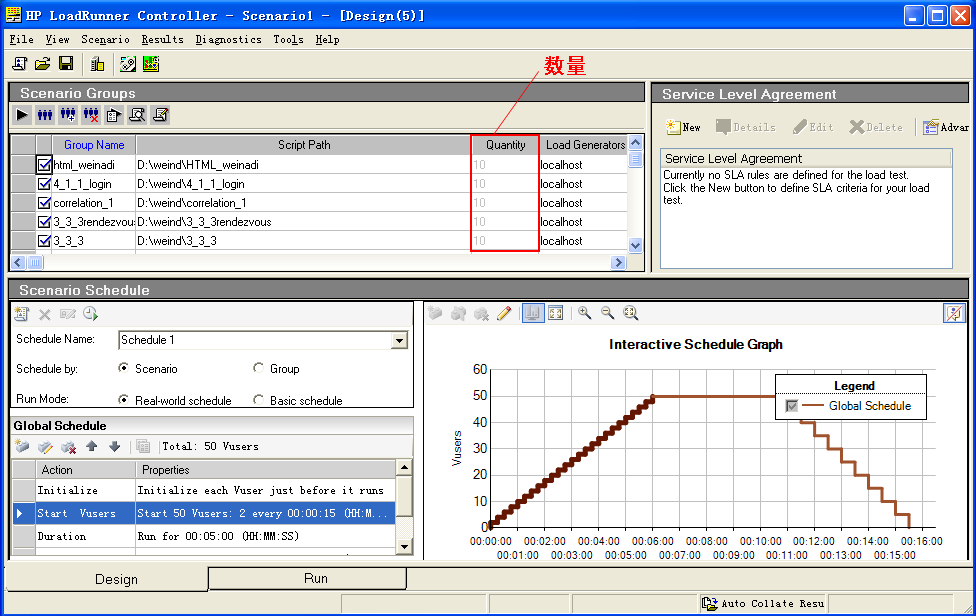 HP LoadRunner Controller - Scenario1 - [Design(5)]
File View Scenario Results Diagnostics Tools Help
数量
Scenario Groups
Group Name Script Path Quantity Load Generators
html_weinadi D:\weind\HTML_weinadi 10 localhost
4_1_1_login D:\weind\4_1_1_login 10 localhost
correlation_1 D:\weind\correlation_1 10 localhost
3_3_3rendezvou: D:\weind\3_3_3rendezvous 10 localhost
3_3_3 D:\weind\3_3_3 10 localhost
Service Level Agreement
New Details Edit Delete Advar
Service Level Agreement
Currently no SLA rules are defined for the load test.
Click the New button to define SLA criteria for your load
test.
Scenario Schedule
Schedule Name: Schedule 1
Schedule by: Scenario Group
Run Mode: Real-world schedule Basic schedule
Global Schedule
Total: 50 Vusers
Action Properties
Initialize Initialize each Vuser just before it runs
Start Vusers Start 50 Vusers: 2 every 00:00:15 (HH:M...
Duration Run for 00:05:00 (HH:MM:SS)
Interactive Schedule Graph
Legend
Global Schedule
Vusers
60
50
40
30
20
10
0
00:00:00 00:02:00 00:04:00 00:06:00 00:08:00 00:10:00 00:12:00 00:14:00 00:16:00
00:01:00 00:03:00 00:05:00 00:07:00 00:09:00 00:11:00 00:13:00 00:15:00
Design Run
Auto Collate Resu